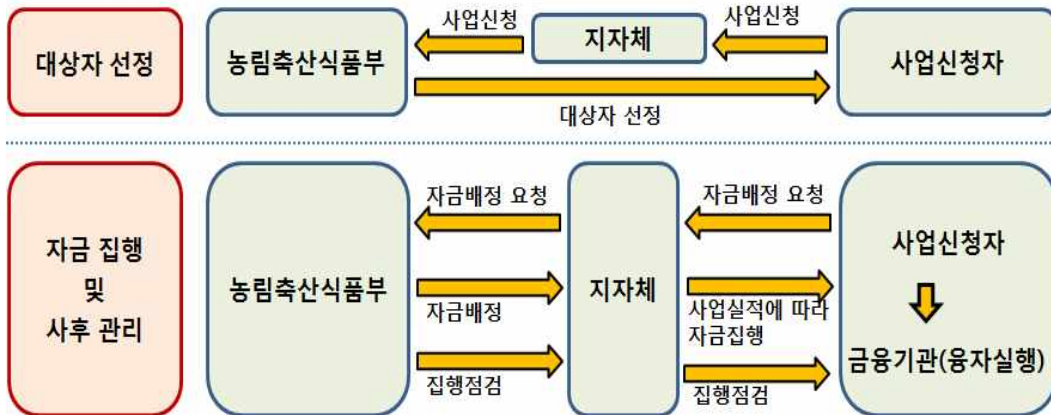 사업신청
사업신청
대상자 선정
농림축산식품부
지자체
사업신청자
대상자 선정
자금배정 요청
자금배정 요청
자금 집행
및
사후 관리
농림축산식품부
지자체
사업신청자
자금배정
사업실적에 따라
자금집행
금융기관(융자실행)
집행점검
집행점검